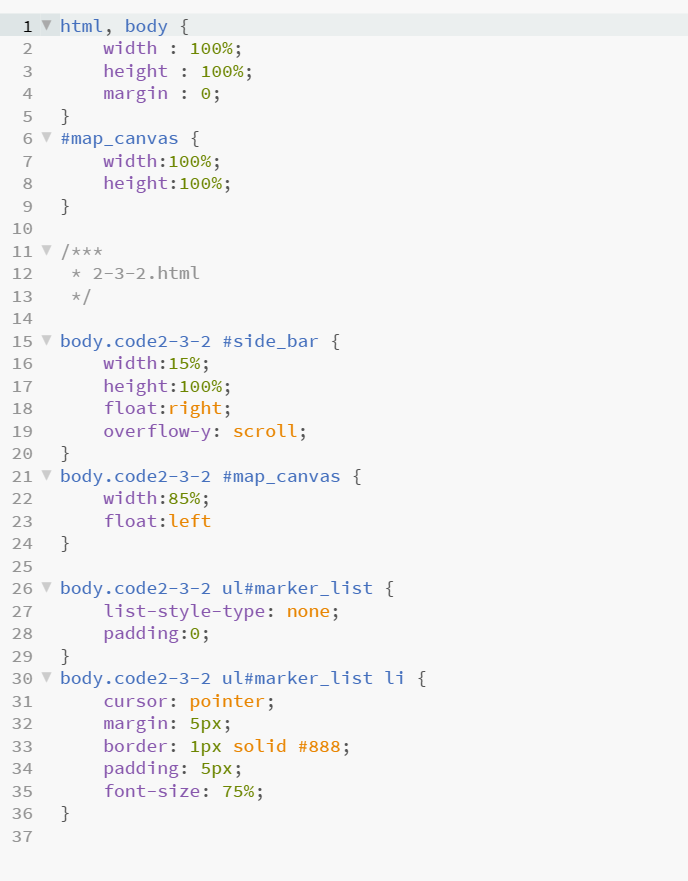 1 html, body {
2 width : 100%;
3 height : 100%;
4 margin : 0;
5 }
6 #map_canvas {
7 width:100%;
8 height:100%;
9 }
10
11 /***
12 * 2-3-2.html
13 */
14
15 body.code2-3-2 #side_bar {
16 width:15%;
17 height:100%;
18 float:right;
19 overflow-y: scroll;
20 }
21 body.code2-3-2 #map_canvas {
22 width:85%;
23 float:left
24 }
25
26 body.code2-3-2 ul#marker_list {
27 list-style-type: none;
28 padding:0;
29 }
30 body.code2-3-2 ul#marker_list li {
31 cursor: pointer;
32 margin: 5px;
33 border: 1px solid #888;
34 padding: 5px;
35 font-size: 75%;
36 }
37